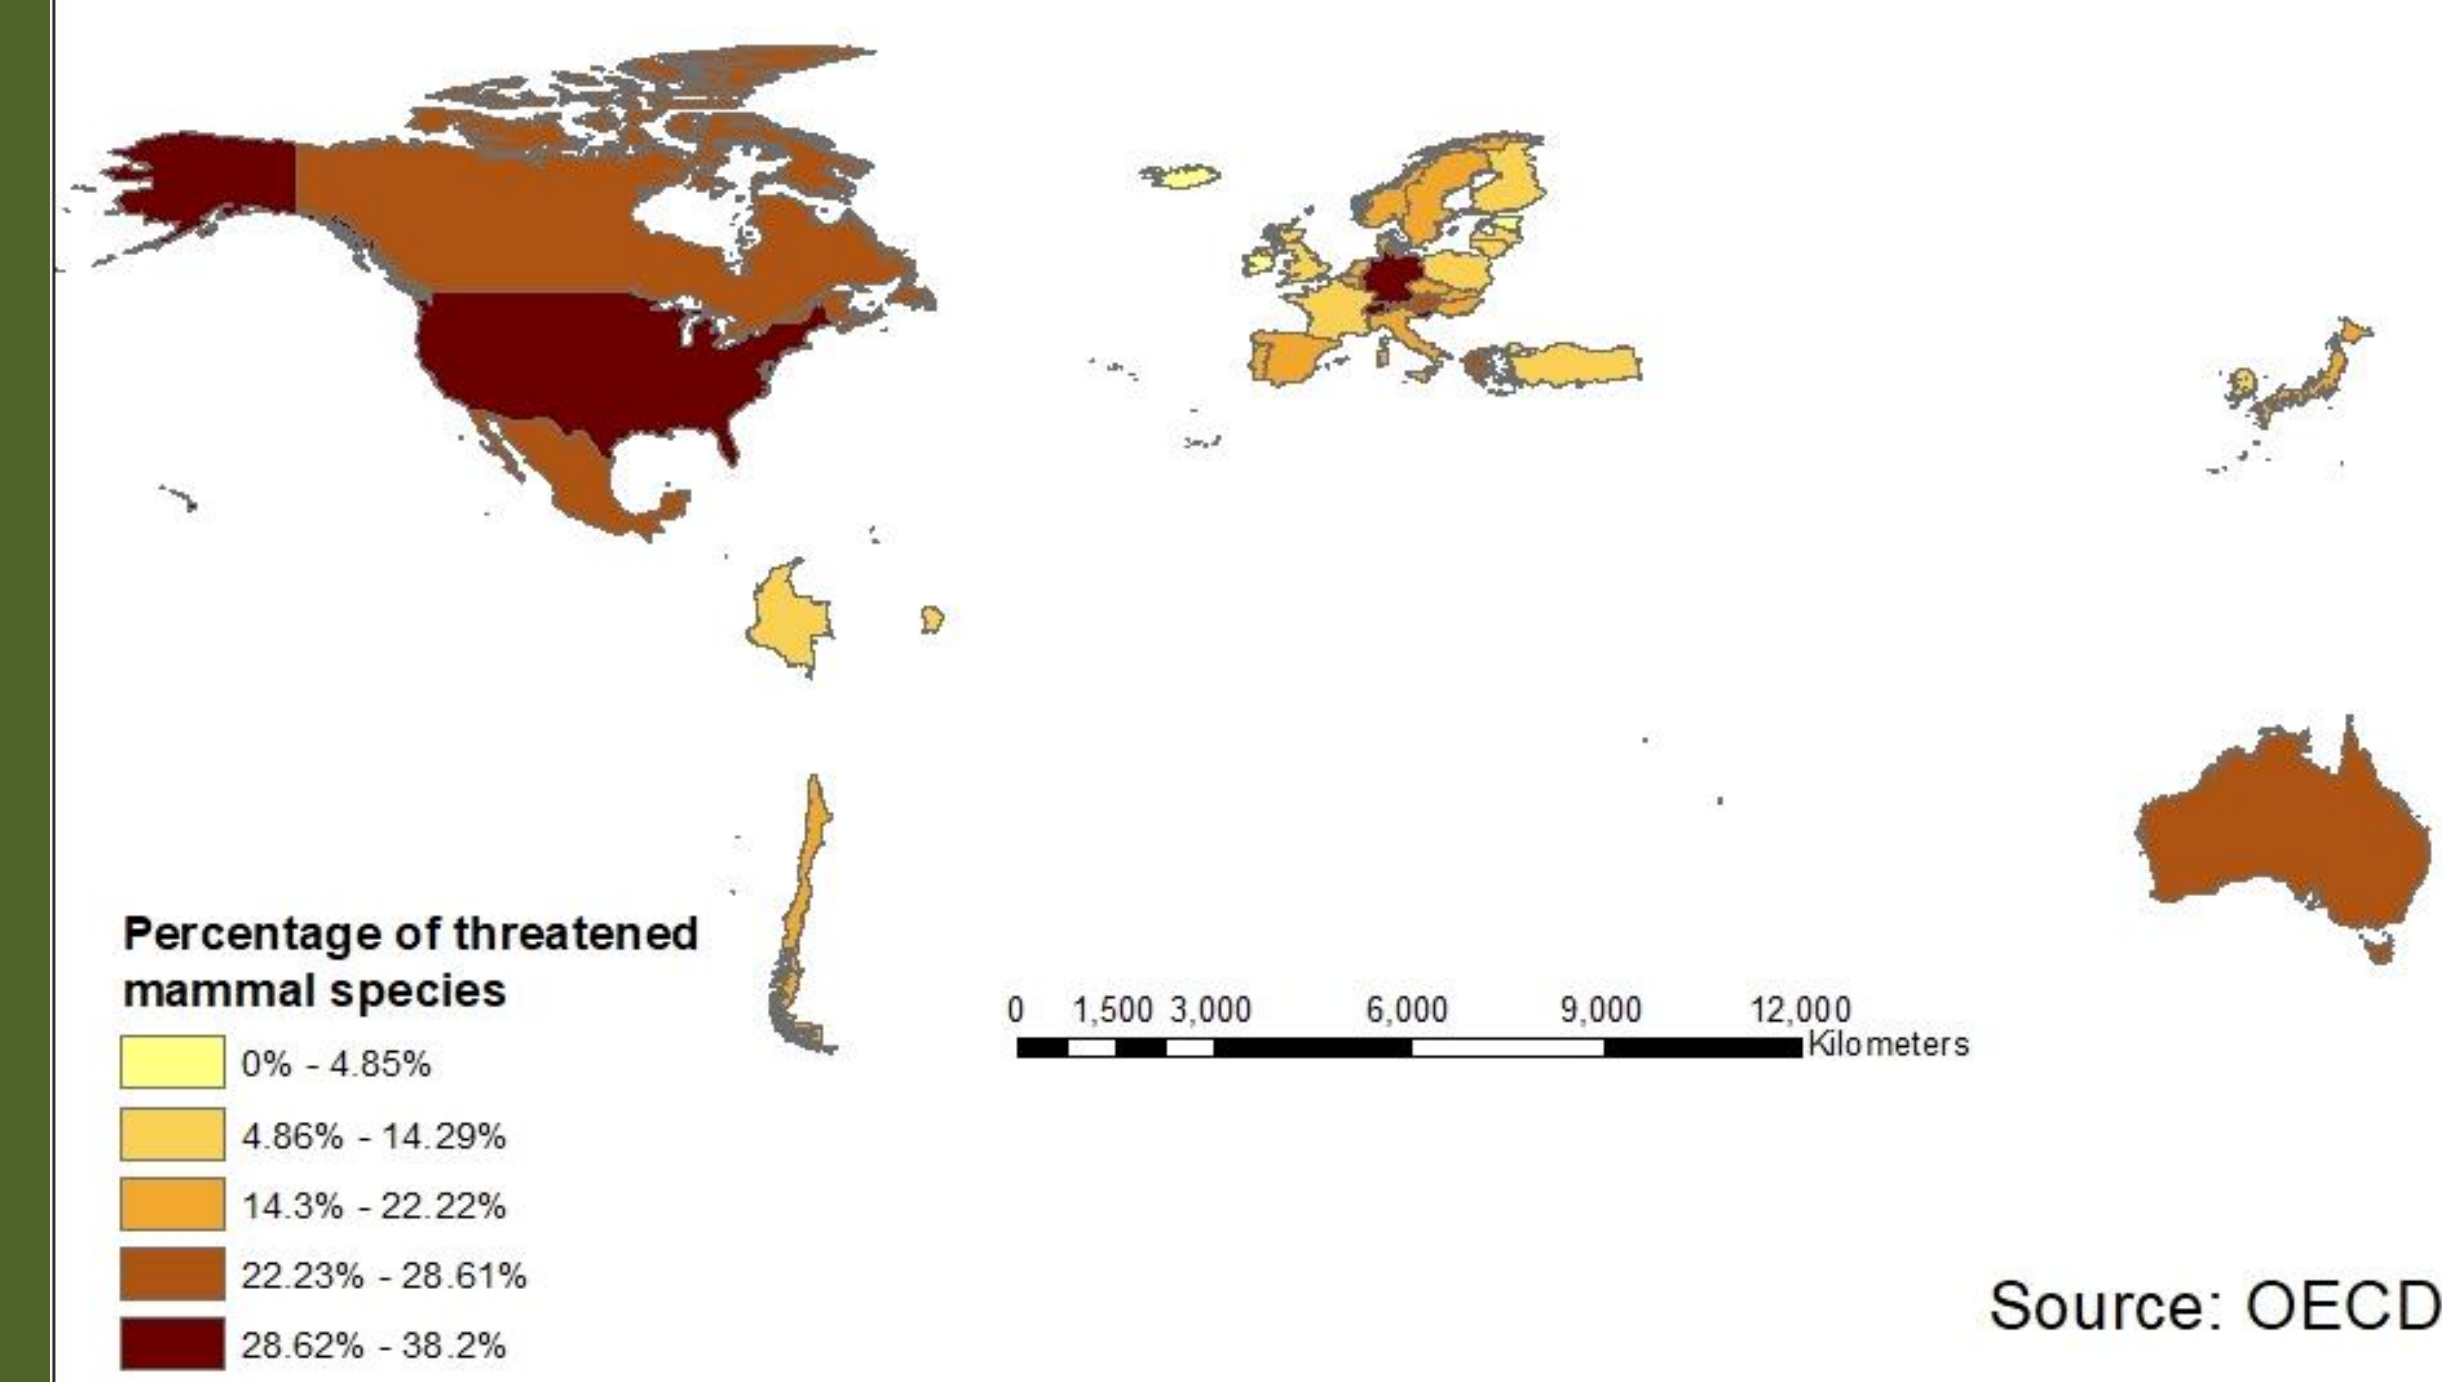 Percentage of threatened
mammal species
0% - 4.85%
4.86% - 14.29%
14.3% - 22.22%
22.23% - 28.61%
28.62% - 38.2%
0 1,500 3,000 6,000 9,000 12,000
Kilometers
Source: OECD